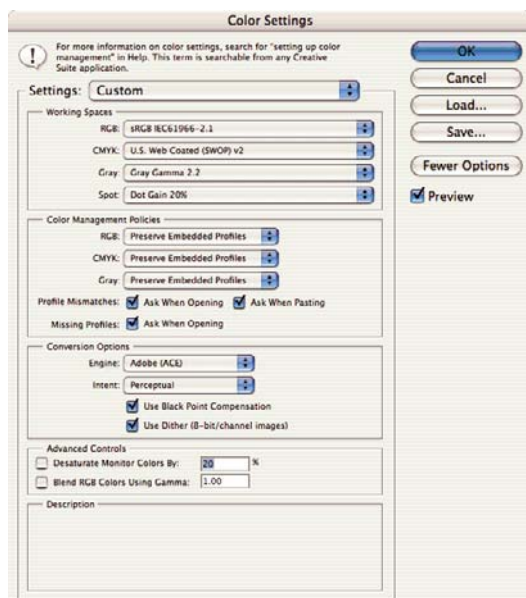 Color Settings
For more information on color settings, search for "setting up color
management" in Help. This term is searchable from any Creative
Suite application.
OK
Cancel
Load...
Save...
Fewer Options
Preview
Settings: Custom
Working Spaces
RGB: sRGB IEC61966-2.1
CMYK: U.S. Web Coated (SWOP) v2
Gray: Gray Gamma 2.2
Spot: Dot Gain 20%
Color Management Policies
RGB: Preserve Embedded Profiles
CMYK: Preserve Embedded Profiles
Gray: Preserve Embedded Profiles
Profile Mismatches: Ask When Opening Ask When Pasting
Missing Profiles: Ask When Opening
Conversion Options
Engine: Adobe (ACE)
Intent: Perceptual
Use Black Point Compensation
Use Dither (8-bit/channel images)
Advanced Controls
Desaturate Monitor Colors By: 20 %
Blend RGB Colors Using Gamma: 1.00
Description